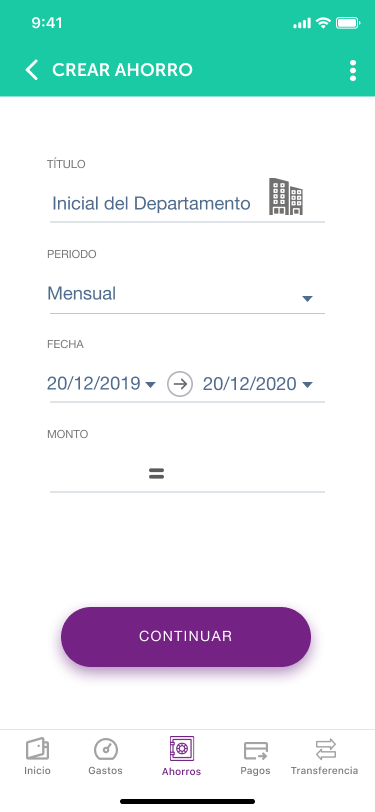 9:41
CREAR AHORRO
TÍTULO
Inicial del Departamento
PERIODO
Mensual
FECHA
20/12/2019 20/12/2020
MONTO
=
CONTINUAR
Inicio Gastos Ahorros Pagos Transferencia